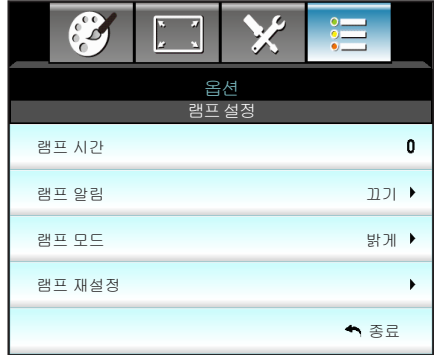 옵션
램프 설정
램프 시간 0
램프 알림 끄기
램프 모드 밝게
램프 재설정
종료